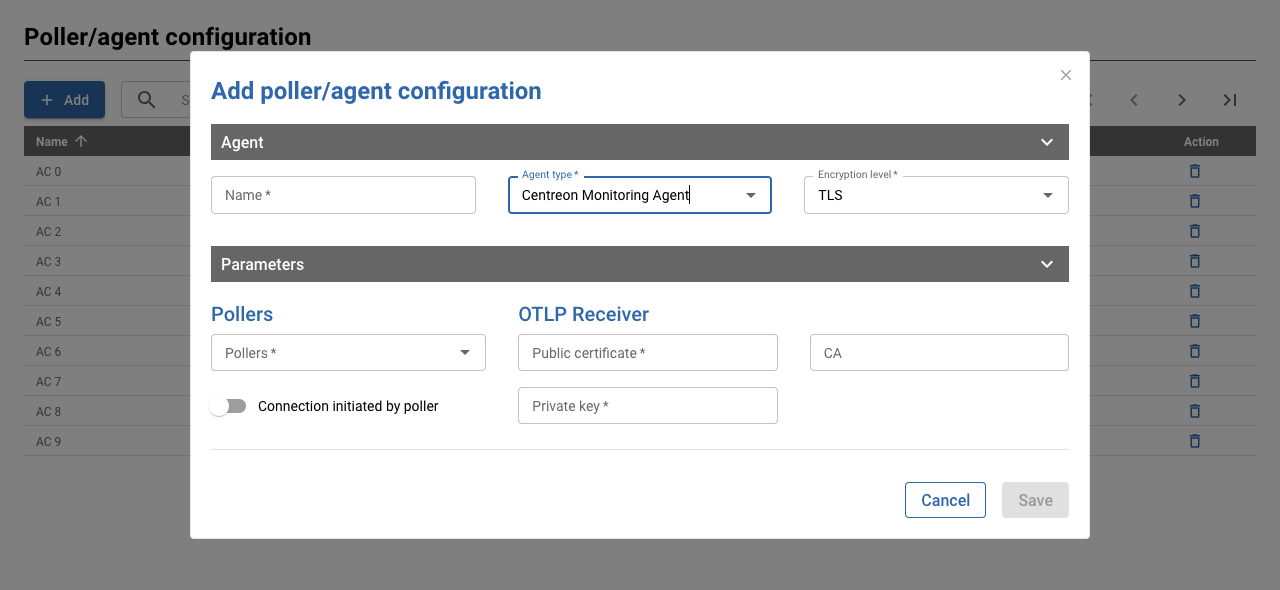 Poller/agent configuration
Add
S
Name
Action
AC 0
AC 1
AC 2
AC 3
AC 4
AC 5
AC 6
AC 7
AC 8
AC 9
Add poller/agent configuration
Agent
Name *
Agent type *
Centreon Monitoring Agent
Encryption level *
TLS
Parameters
Pollers
OTLP Receiver
Pollers *
Public certificate *
CA
Connection initiated by poller
Private key *
Cancel
Save